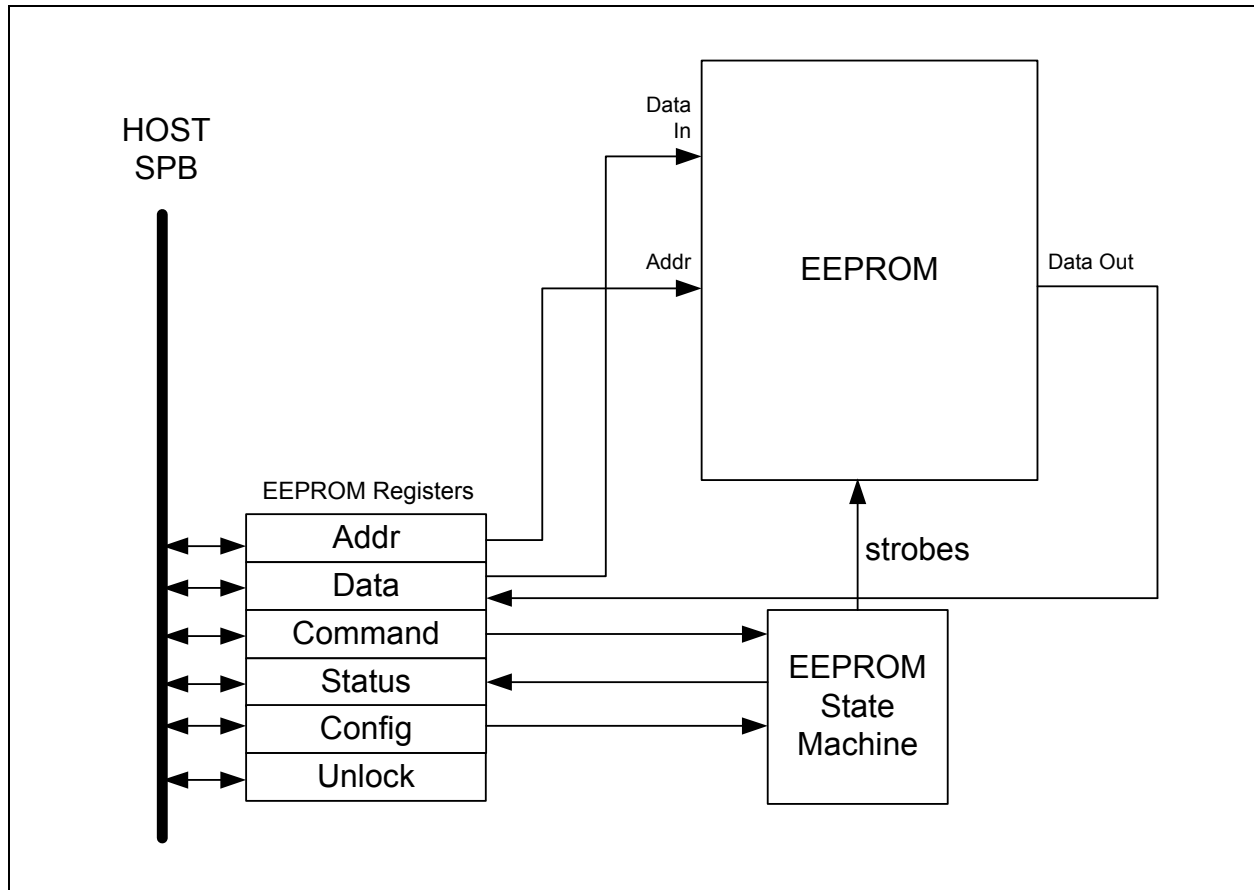 HOST
SPB
Data
In
Addr
EEPROM
Data Out
EEPROM Registers
Addr
Data
Command
Status
Config
Unlock
strobes
EEPROM
State
Machine